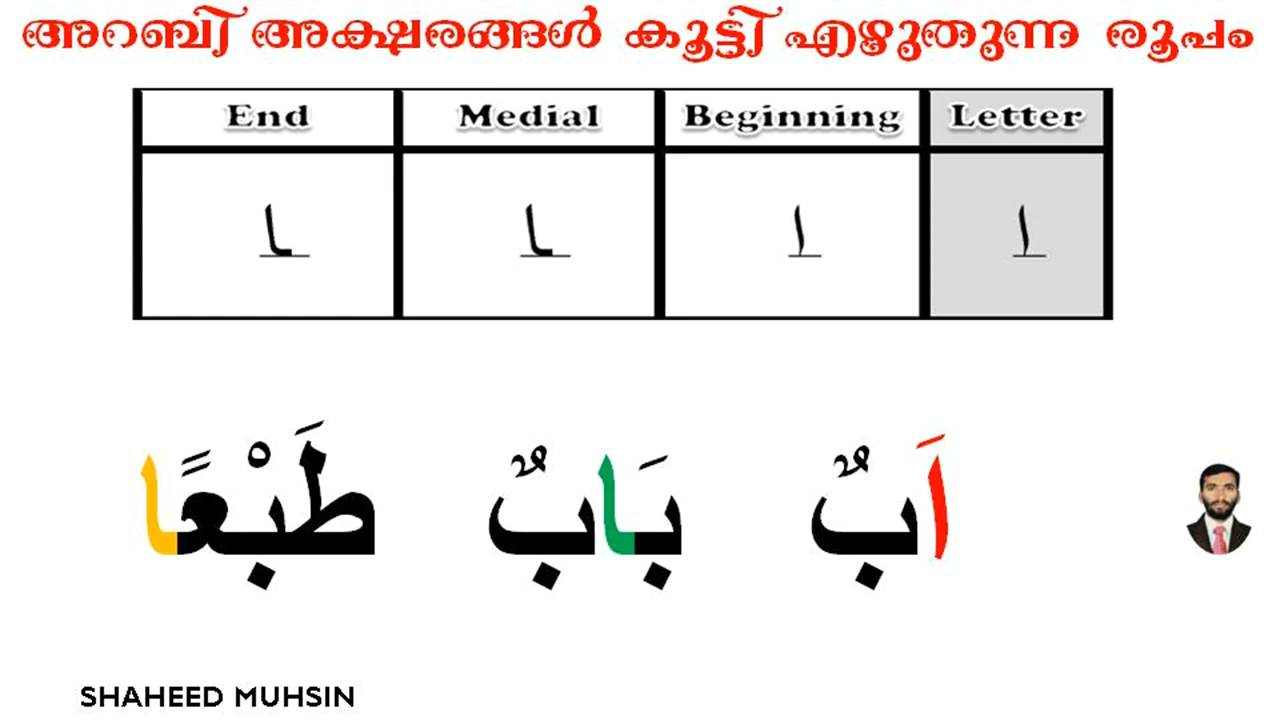 അറബി അക്ഷരങ്ങൾ കൂട്ടി എഴുതുന്ന രൂപം
End Medial Beginning Letter
ـا ـا ا ا
اَبٌ بَابٌ طَبْعًا
SHAHEED MUHSIN